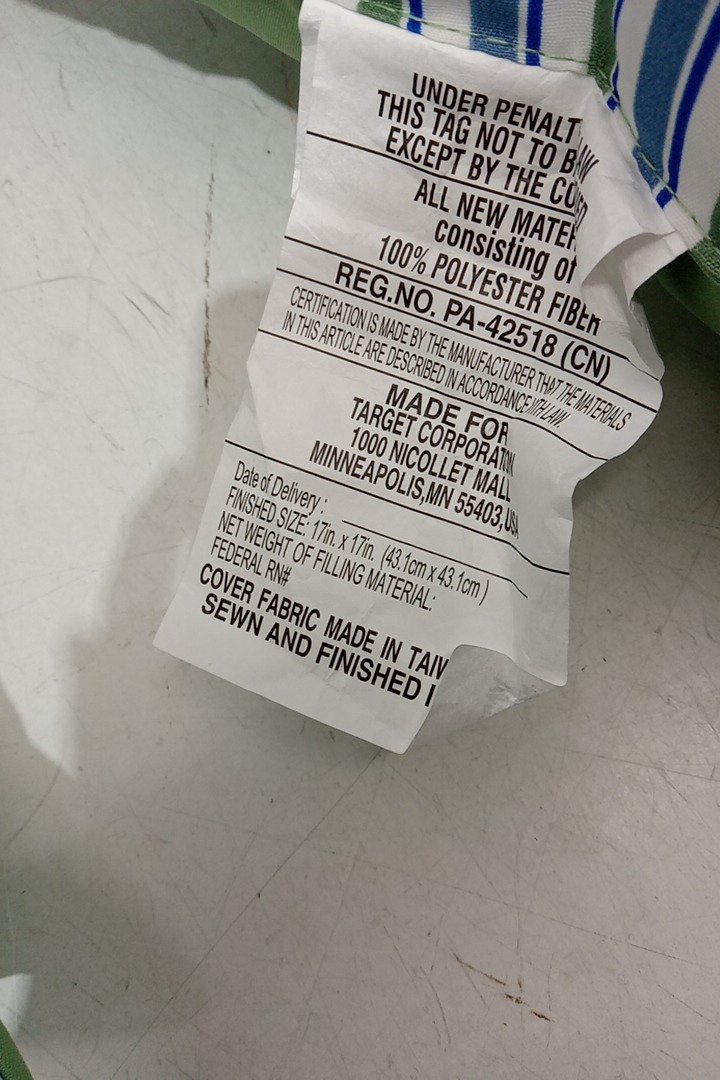 UNDER PENALT
THIS TAG NOT TO B
EXCEPT BY THE CO
ALL NEW MATER
consisting of
100% POLYESTER FIBER
REG.NO. PA-42518 (CN)
CERTIFICATION IS MADE BY THE MANUFACTURER THAT THE MATERIALS
IN THIS ARTICLE ARE DESCRIBED IN ACCORDANCE WITH LAW.
MADE FOR
TARGET CORPORATION
1000 NICOLLET MALL
MINNEAPOLIS,MN 55403,USA
Date of Delivery :
FINISHED SIZE: 17in. x 17in. (43.1cm x 43.1cm )
NET WEIGHT OF FILLING MATERIAL:
FEDERAL RN#
COVER FABRIC MADE IN TAIW
SEWN AND FINISHED I